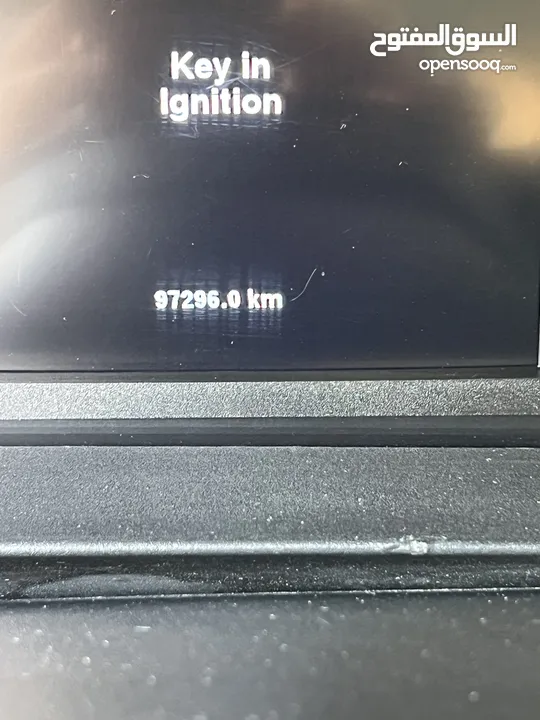 السوق المفتوح
opensooq.com
Key in
Ignition
97296.0 km